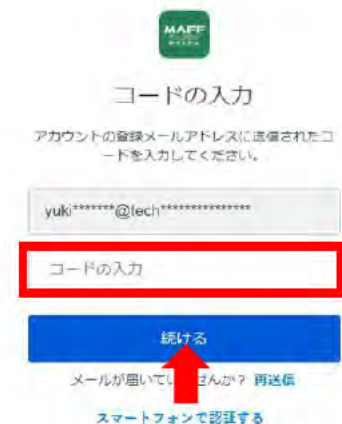 MAFF
コードの入力
アカウントの登録メールアドレスに送信されたコ
ードを入力してください。
yuki*******@tech***************
コードの入力
続ける
メールが届いてい せんか？ 再送信
スマートフォンで認証する